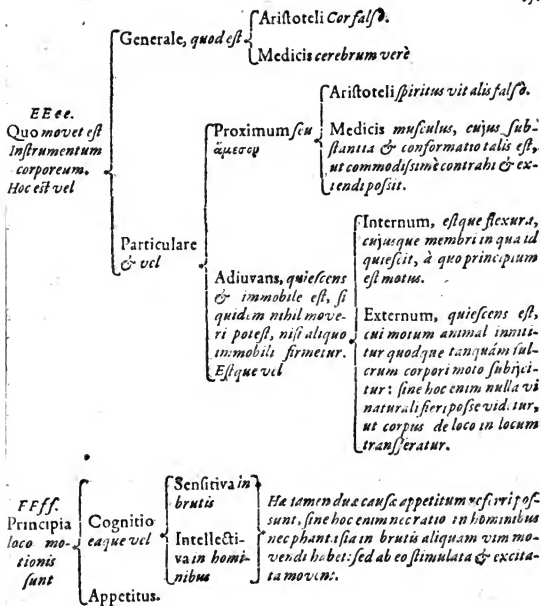 Generale, quod eſt
Ariſtoteli Cor falſò.
Medicis cerebrum verè
EEee.
Quo movet eſt
Inſtrumentum
corporeum.
Hoc eſt vel
Particulare
& vel
Proximum ſeu
ἄμεσον
Ariſtoteli ſpiritus vitalis falſò.
Medicis muſculus, cujus ſub-
ſtantia & conformatio talis eſt,
ut commodiſſimè contrahi & ex-
tendi poſſit.
Adiuvans, quieſcens
& immobile eſt, ſi
quidem nihil move-
ri poteſt, niſi aliquo
immobili firmetur.
Eſtque vel
Internum, eſtque flexura,
cujuſque membri in qua id
quieſcit, à quo principium
eſt motus.
Externum, quieſcens eſt,
cui motum animal inniti-
tur quodque tanquám ful-
crum corpori moto ſubijci-
tur: ſine hoc enim nulla vi
naturali fieri poſſe vid.tur,
ut corpus de loco in locum
tranſferatur.
FFff.
Principia
loco mo-
tionis
ſunt
Cognitio
eaque vel
Senſitiva in
brutis
Intellecti-
va in homi-
nibus
Hæ tamen duæ cauſæ appetitum referri poſ-
ſunt, ſine hoc enim nec ratio in hominibus
nec phantaſia in brutis aliquam vim mo-
vendi habet: ſed ab eo ſtimulata & excita-
ta movent.
Appetitus.